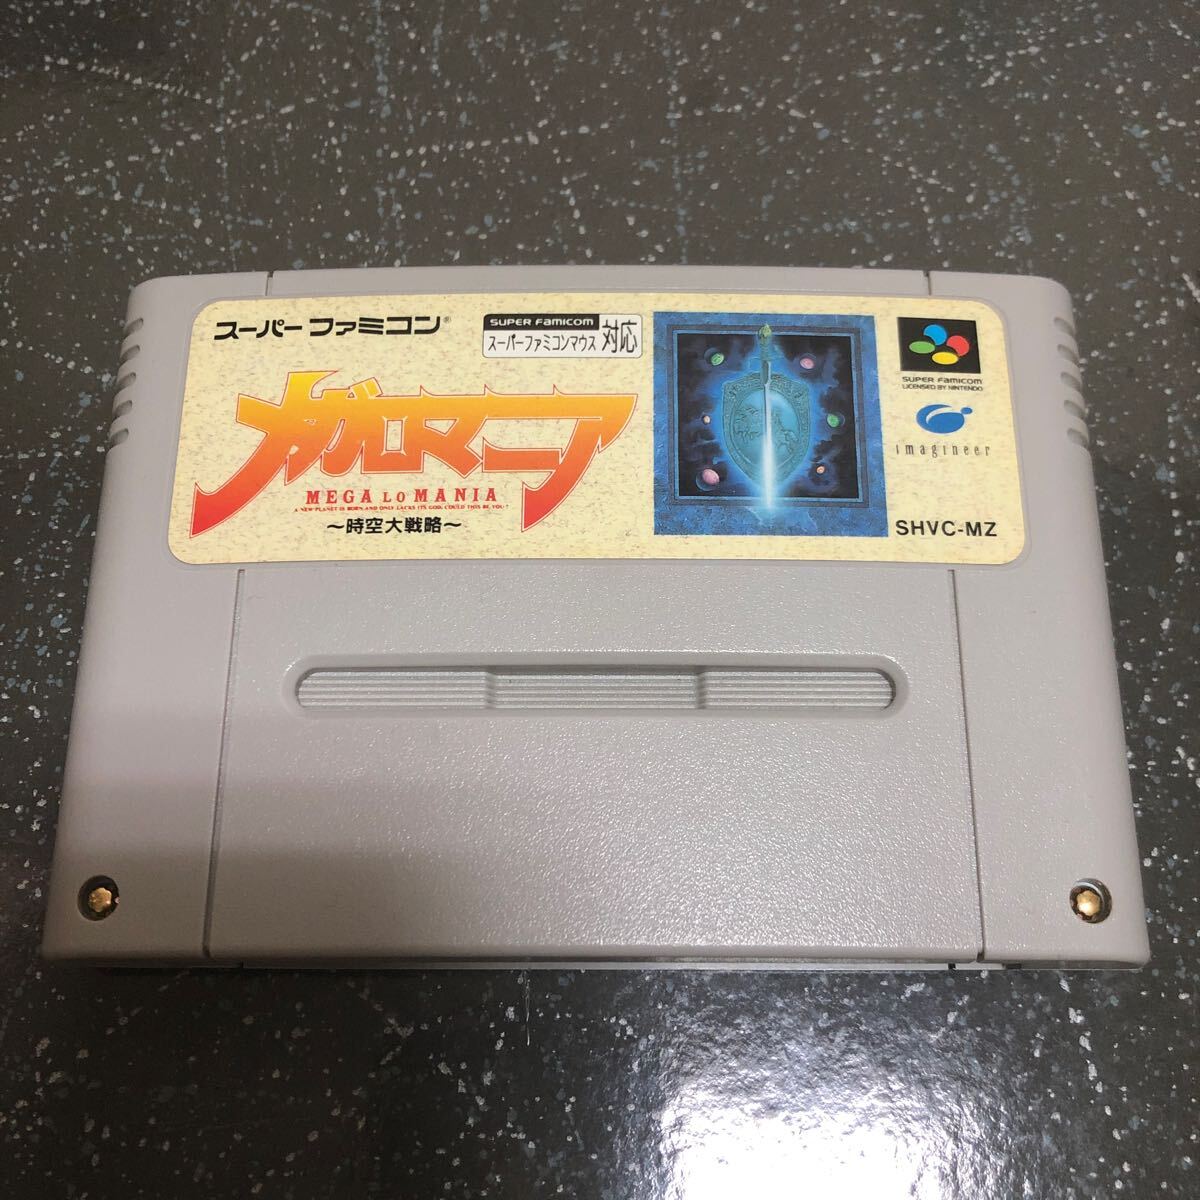 スーパーファミコン®
SUPER FAMICOM
スーパーファミコンマウス対応
メガロマニア
MEGA LO MANIA
A NEW PLANET IS BORN AND ONLY LACKS ITS GOD. COULD THIS BE YOU?
～時空大戦略～
SUPER FAMICOM
LICENSED BY NINTENDO
imagineer
SHVC-MZ